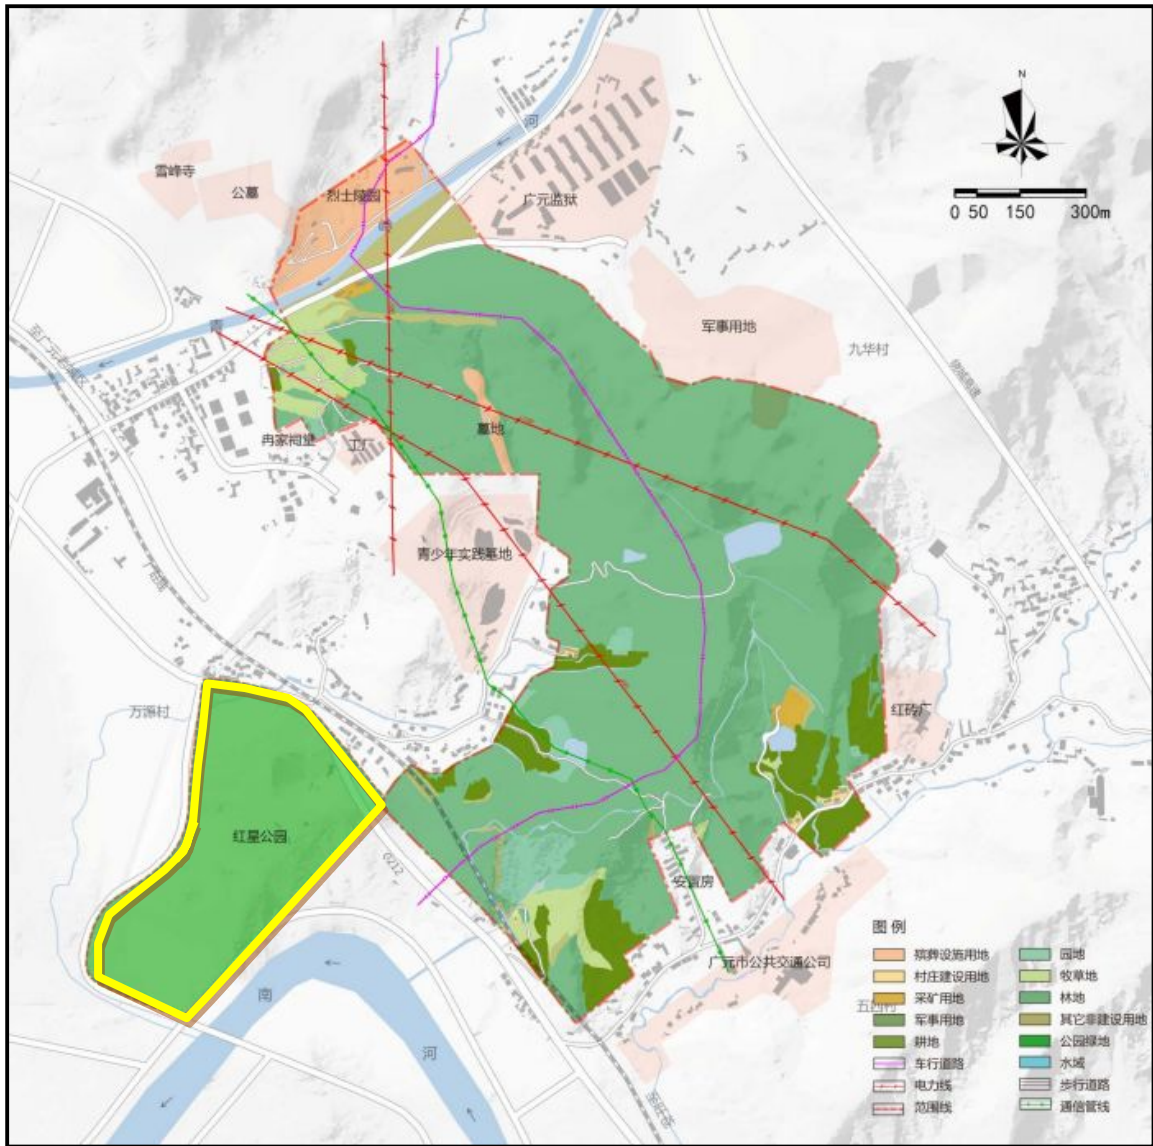 N
0 50 150 300m
河
雪峰寺
公墓
烈士陵园
广元监狱
军事用地
九华村
青
冉家祠堂
工厂
墓地
青少年实践基地
万源村
红星公园
G212
红砖厂
安置房
广元市公共交通公司
五四村
南
河
图 例
殡葬设施用地
园地
村庄建设用地
牧草地
采矿用地
林地
军事用地
其它非建设用地
耕地
公园绿地
车行道路
水域
电力线
步行道路
范围线
通信管线